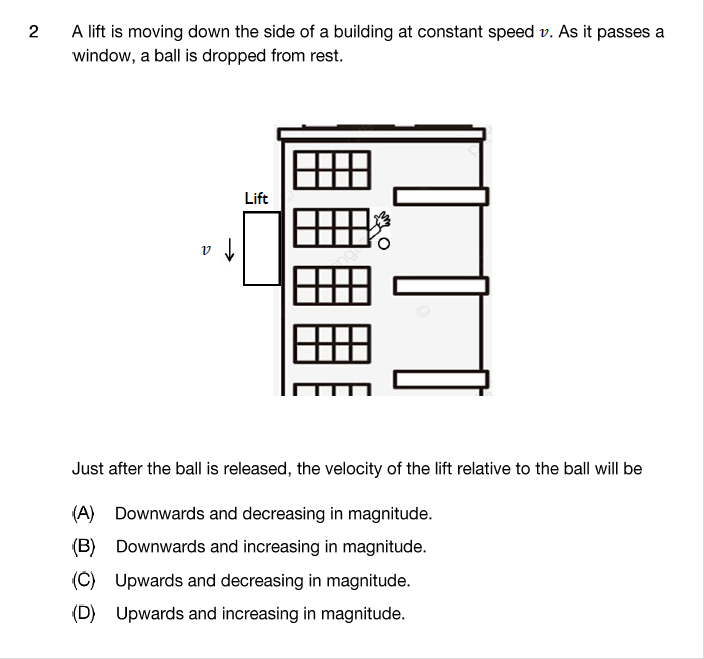 2 A lift is moving down the side of a building at constant speed v. As it passes a
window, a ball is dropped from rest.
Lift
v
Just after the ball is released, the velocity of the lift relative to the ball will be
(A) Downwards and decreasing in magnitude.
(B) Downwards and increasing in magnitude.
(C) Upwards and decreasing in magnitude.
(D) Upwards and increasing in magnitude.